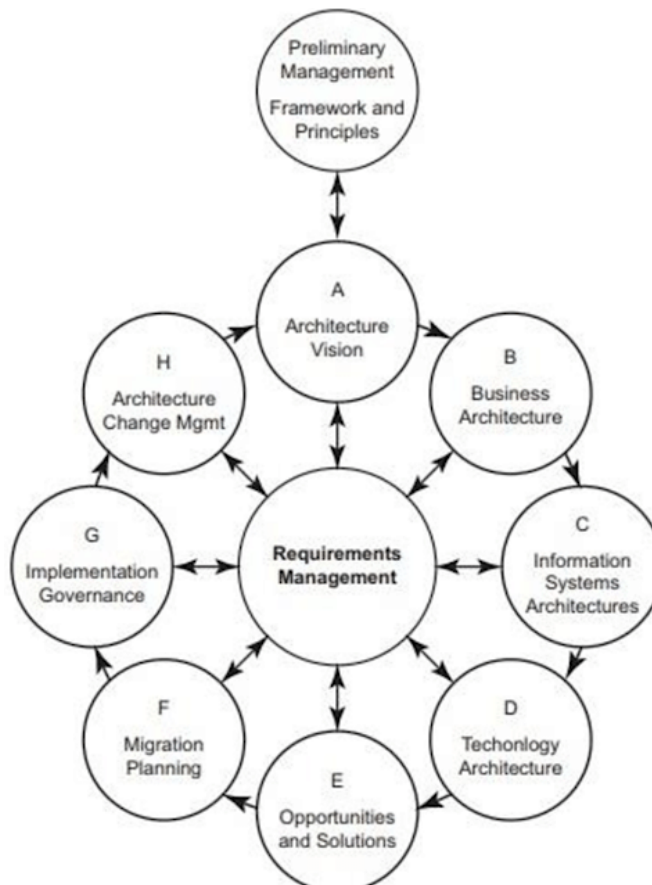 Preliminary
Management
Framework and
Principles
A
Architecture
Vision
H
Architecture
Change Mgmt
B
Business
Architecture
G
Implementation
Governance
Requirements
Management
C
Information
Systems
Architectures
F
Migration
Planning
D
Techonlogy
Architecture
E
Opportunities
and Solutions